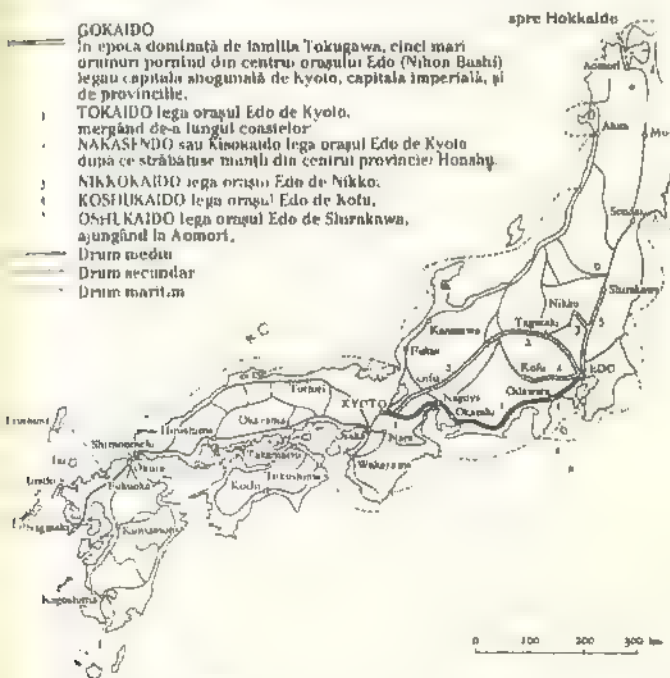 GOKAIDO
În epoca dominată de familia Tokugawa, cinci mari
drumuri pornind din centrul orașului Edo (Nihon Bashi)
legau capitala shogunală de Kyoto, capitala imperială, și
de provinciile.
1 TOKAIDO lega orașul Edo de Kyoto,
mergând de-a lungul coastelor
2 NAKASENDO sau Kisokaido lega orașul Edo de Kyoto
după ce străbătuse munții din centrul provinciei Honshu.
3 NIKKOKAIDO lega orașul Edo de Nikko.
4 KOSHUKAIDO lega orașul Edo de Kofu.
OSHUKAIDO lega orașul Edo de Shirakawa,
ajungând la Aomori.
Drum mediu
Drum secundar
Drum maritim
spre Hokkaido
Aomori
Akita
Shirakawa
Nikko
Kanazawa
Kofu
EDO
Odawara
Nagoya
Okazaki
KYOTO
Nara
Wakayama
Tottori
Okayama
Hiroshima
Takamatsu
Tokushima
Kochi
Shimonoseki
Fukuoka
Kagoshima
0 100 200 300 km